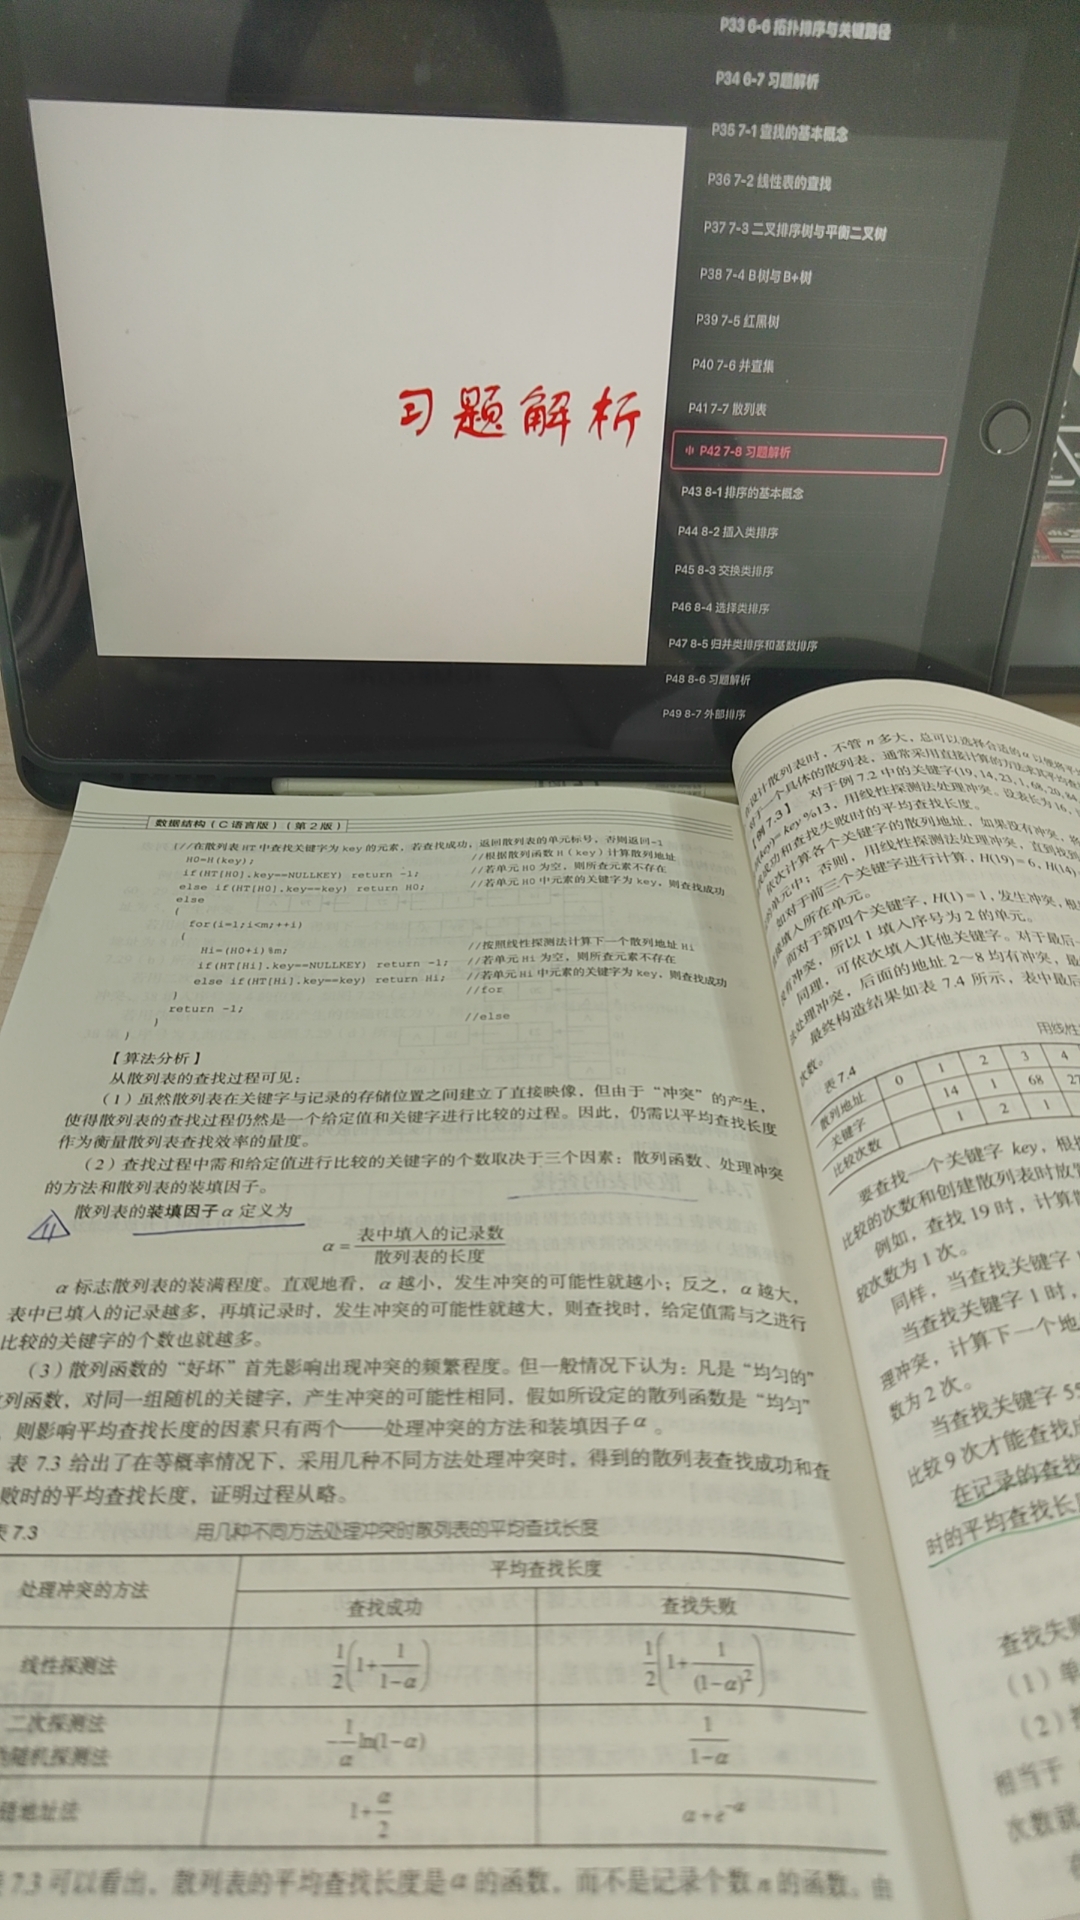 P33 6-6 拓扑排序与关键路径
P34 6-7 习题解析
P35 7-1 查找的基本概念
P36 7-2 线性表的查找
P37 7-3 二叉排序树与平衡二叉树
P38 7-4 B树与B+树
P39 7-5 红黑树
P40 7-6 并查集
P41 7-7 散列表
P42 7-8 习题解析
P43 8-1 排序的基本概念
P44 8-2 插入类排序
P45 8-3 交换类排序
P46 8-4 选择类排序
P47 8-5 归并类排序和基数排序
P48 8-6 习题解析
P49 8-7 外部排序
习题解析
数据结构(C语言版)(第2版)
{//在散列表HT中查找关键字为key的元素,若查找成功,返回散列表的单元标号,否则返回-1
H0=H(key); //根据散列函数H(key)计算散列地址
if(HT[H0].key==NULLKEY) return -1; //若单元H0为空,则所查元素不存在
else if(HT[H0].key==key) return H0; //若单元H0中元素的关键字为key,则查找成功
else
{
for(i=1;i<m;++i)
{
Hi=(H0+i)%m; //按照线性探测法计算下一个散列地址Hi
if(HT[Hi].key==NULLKEY) return -1; //若单元Hi为空,则所查元素不存在
else if(HT[Hi].key==key) return Hi; //若单元Hi中元素的关键字为key,则查找成功
} //for
return -1;
} //else
}
【算法分析】
从散列表的查找过程可见:
(1)虽然散列表在关键字与记录的存储位置之间建立了直接映像,但由于“冲突”的产生,
使得散列表的查找过程仍然是一个给定值和关键字进行比较的过程。因此,仍需以平均查找长度
作为衡量散列表查找效率的量度。
(2)查找过程中需和给定值进行比较的关键字的个数取决于三个因素:散列函数、处理冲突
的方法和散列表的装填因子。
散列表的装填因子α定义为
α = 表中填入的记录数
散列表的长度
α标志散列表的装满程度。直观地看,α越小,发生冲突的可能性就越小;反之,α越大,
表中已填入的记录越多,再填记录时,发生冲突的可能性就越大,则查找时,给定值需与之进行
比较的关键字的个数也就越多。
(3)散列函数的“好坏”首先影响出现冲突的频繁程度。但一般情况下认为:凡是“均匀的”
列函数,对同一组随机的关键字,产生冲突的可能性相同,假如所设定的散列函数是“均匀”
,则影响平均查找长度的因素只有两个——处理冲突的方法和装填因子α。
表7.3给出了在等概率情况下,采用几种不同方法处理冲突时,得到的散列表查找成功和查
败时的平均查找长度,证明过程从略。
表7.3 用几种不同方法处理冲突时散列表的平均查找长度
处理冲突的方法 平均查找长度
查找成功 查找失败
线性探测法 1/2(1+1/(1-α)) 1/2(1+1/(1-α)²)
二次探测法
随机探测法 -1/α ln(1-α) 1/(1-α)
链地址法 1+α/2 α+e^-α
7.3可以看出,散列表的平均查找长度是α的函数,而不是记录个数n的函数。由
在设计散列表时,不管n多大,总可以选择合适的α以便将平
一个具体的散列表,通常采用直接计算的方法求其平均查
【例7.3】 对于例7.2中的关键字(19,14,23,1,68,20,84,
key%13,用线性探测法处理冲突。设表长为16,
成功和查找失败时的平均查找长度。
依次计算各个关键字的散列地址,如果没有冲突,将
单元中;否则,用线性探测法处理冲突,直到找到
如对于前三个关键字进行计算,H(19)=6,H(14)
填入所在单元。
而对于第四个关键字,H(1)=1,发生冲突,根
冲突,所以1填入序号为2的单元。
同理,可依次填入其他关键字。对于最后
处理冲突,后面的地址2~8均有冲突,最
最终构造结果如表7.4所示,表中最后
次数。
表7.4 用线性
散列地址 0 1 2 3 4
关键字 14 1 68 27
比较次数 1 2 1
要查找一个关键字key,根据
比较的次数和创建散列表时放置
例如,查找19时,计算散
较次数为1次。
同样,当查找关键字
当查找关键字1时,
理冲突,计算下一个地
数为2次。
当查找关键字55
比较9次才能查找成
在记录的查找
时的平均查找长度
查找失败
(1)单
(2)
相当于
次数就